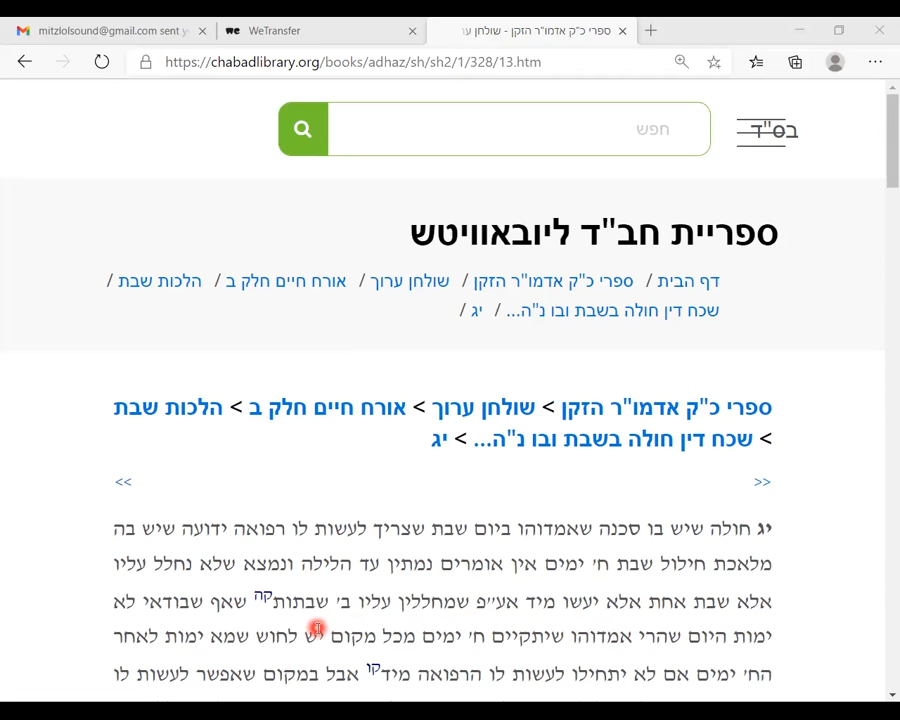 mitzlolsound@gmail.com sent y
WeTransfer
ספריי כ"ק אדמו"ר הזקן - שולחן ער
https://chabadlibrary.org/books/adhaz/sh/sh2/1/328/13.htm
בס"ד
חפש
ספריית חב"ד ליובאוויטש
דף הבית / ספרי כ"ק אדמו"ר הזקן / שולחן ערוך / אורח חיים חלק ב / הלכות שבת /
שכח דין חולה בשבת ובו נ"ה... / יג /
ספרי כ"ק אדמו"ר הזקן > שולחן ערוך > אורח חיים חלק ב > הלכות שבת
> שכח דין חולה בשבת ובו נ"ה... > יג
<< >>
יג חולה שיש בו סכנה שאמדוהו ביום שבת שצריך לעשות לו רפואה ידועה שיש בה
מלאכת חילול שבת ח' ימים אין אומרים נמתין עד הלילה ונמצא שלא נחלל עליו
אלא שבת אחת אלא יעשו מיד אע"פ שמחללין עליו ב' שבתות קה שאף שבודאי לא
ימות היום שהרי אמדוהו שיתקיים ח' ימים מכל מקום יש לחוש שמא ימות לאחר
הח' ימים אם לא יתחילו לעשות לו הרפואה מיד קו אבל במקום שאפשר לעשות לו